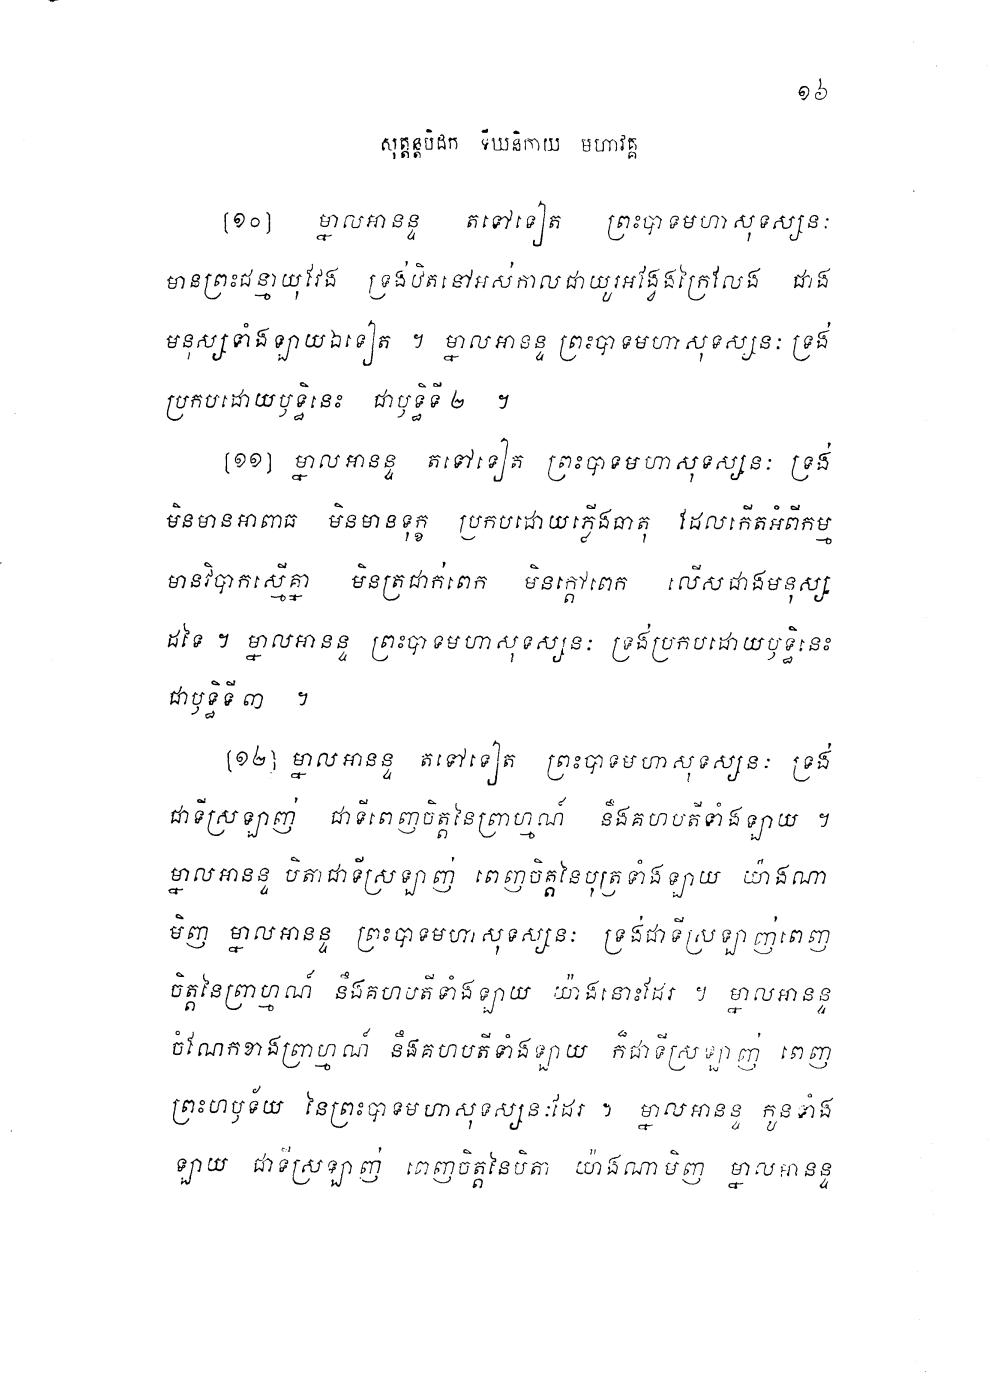 ១៦
សុត្តន្តបិដក ទីឃនិកាយ មហាវគ្គ
[១០] ម្នាលអានន្ទ តទៅទៀត ព្រះបាទមហាសុទស្សនៈ
មានព្រះជន្មាយុវែង ទ្រង់ឋិតនៅអស់កាលជាយូរអង្វែងក្រៃលែង ជាង
មនុស្សទាំងឡាយឯទៀត ។ ម្នាលអានន្ទ ព្រះបាទមហាសុទស្សនៈ ទ្រង់
ប្រកបដោយឫទ្ធិនេះ ជាឫទ្ធិទី ២ ។
[១១] ម្នាលអានន្ទ តទៅទៀត ព្រះបាទមហាសុទស្សនៈ ទ្រង់
មិនមានអាពាធ មិនមានទុក្ខ ប្រកបដោយភ្លើងធាតុ ដែលកើតអំពីកម្ម
មានវិបាកស្មើគ្នា មិនត្រជាក់ពេក មិនក្តៅពេក លើសជាងមនុស្ស
ដទៃ ។ ម្នាលអានន្ទ ព្រះបាទមហាសុទស្សនៈ ទ្រង់ប្រកបដោយឫទ្ធិនេះ
ជាឫទ្ធិទី ៣ ។
[១២] ម្នាលអានន្ទ តទៅទៀត ព្រះបាទមហាសុទស្សនៈ ទ្រង់
ជាទីស្រឡាញ់ ជាទីពេញចិត្តនៃព្រាហ្មណ៍ និងគហបតីទាំងឡាយ ។
ម្នាលអានន្ទ បិតាជាទីស្រឡាញ់ ពេញចិត្តនៃបុត្រទាំងឡាយ យ៉ាងណា
មិញ ម្នាលអានន្ទ ព្រះបាទមហាសុទស្សនៈ ទ្រង់ជាទីស្រឡាញ់ពេញ
ចិត្តនៃព្រាហ្មណ៍ និងគហបតីទាំងឡាយ យ៉ាងនោះដែរ ។ ម្នាលអានន្ទ
ចំណែកខាងព្រាហ្មណ៍ និងគហបតីទាំងឡាយ ក៏ជាទីស្រឡាញ់ ពេញ
ព្រះហឫទ័យ នៃព្រះបាទមហាសុទស្សនៈដែរ ។ ម្នាលអានន្ទ កូនទាំង
ឡាយ ជាទីស្រឡាញ់ ពេញចិត្តនៃបិតា យ៉ាងណាមិញ ម្នាលអានន្ទ